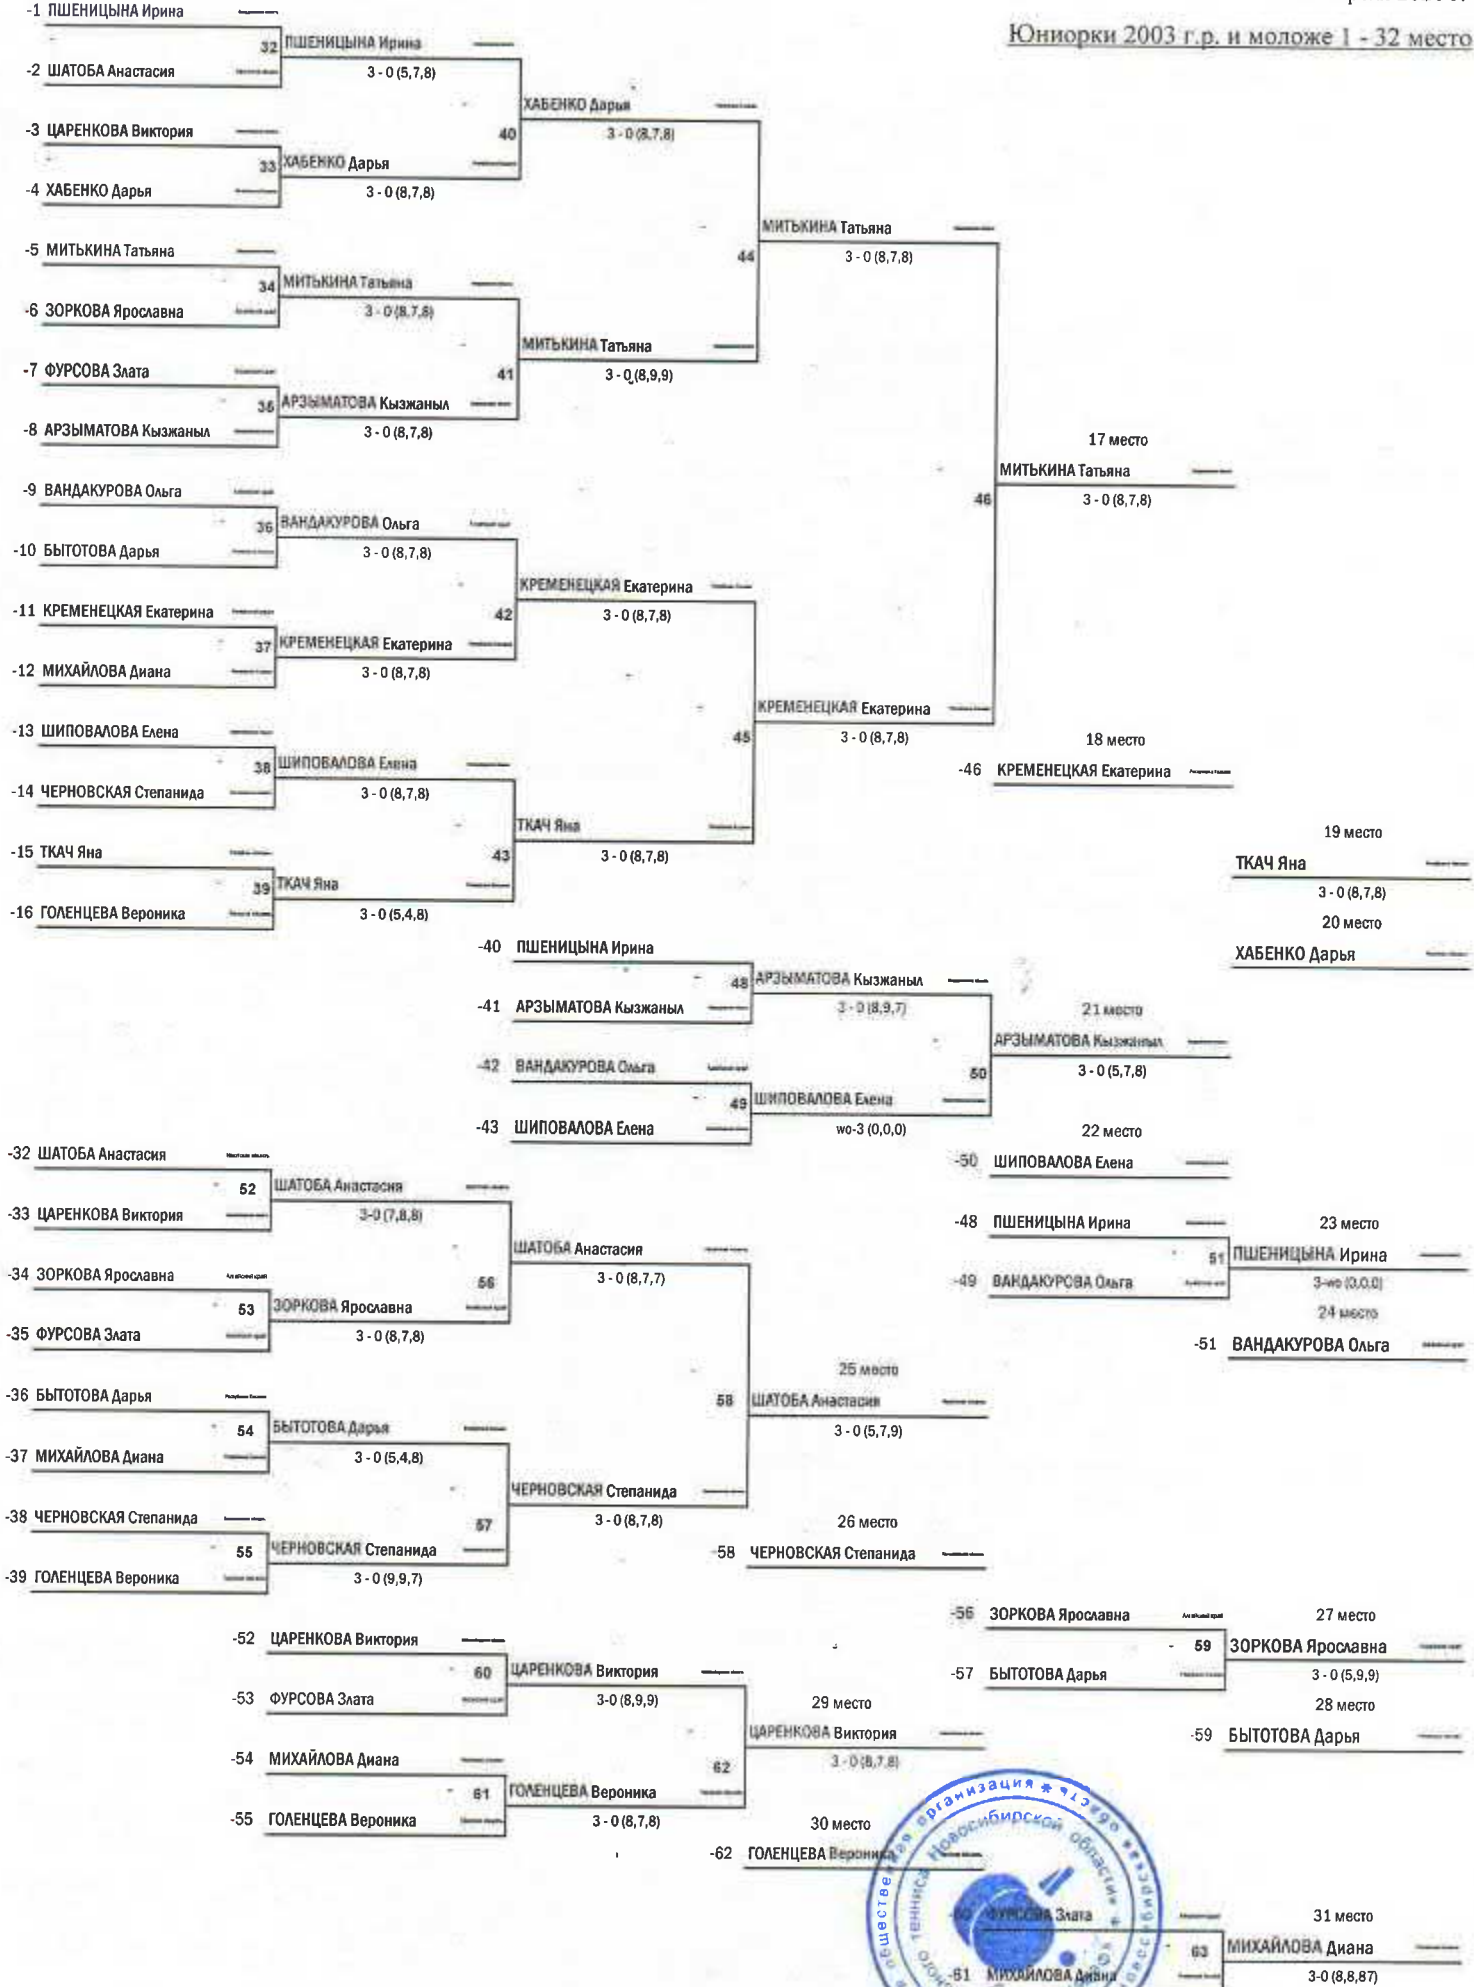 Юниорки 2003 г.р. и моложе 1 - 32 место
-1 ПШЕНИЦЫНА Ирина
32 ПШЕНИЦЫНА Ирина
-2 ШАТОБА Анастасия
3 - 0 (5,7,8)
ХАБЕНКО Дарья
-3 ЦАРЕНКОВА Виктория
40
3 - 0 (8,7,8)
33 ХАБЕНКО Дарья
-4 ХАБЕНКО Дарья
3 - 0 (8,7,8)
МИТЬКИНА Татьяна
-5 МИТЬКИНА Татьяна
44
3 - 0 (8,7,8)
34 МИТЬКИНА Татьяна
-6 ЗОРКОВА Ярославна
3 - 0 (8,7,8)
МИТЬКИНА Татьяна
-7 ФУРСОВА Злата
41
3 - 0 (8,9,9)
35 АРЗЫМАТОВА Кызжаныл
-8 АРЗЫМАТОВА Кызжаныл
3 - 0 (8,7,8)
17 место
МИТЬКИНА Татьяна
-9 ВАНДАКУРОВА Ольга
46
3 - 0 (8,7,8)
36 ВАНДАКУРОВА Ольга
-10 БЫТОТОВА Дарья
3 - 0 (8,7,8)
КРЕМЕНЕЦКАЯ Екатерина
-11 КРЕМЕНЕЦКАЯ Екатерина
42
3 - 0 (8,7,8)
37 КРЕМЕНЕЦКАЯ Екатерина
-12 МИХАЙЛОВА Диана
3 - 0 (8,7,8)
КРЕМЕНЕЦКАЯ Екатерина
-13 ШИПОВАЛОВА Елена
45
3 - 0 (8,7,8)
18 место
38 ШИПОВАЛОВА Елена
-46 КРЕМЕНЕЦКАЯ Екатерина
-14 ЧЕРНОВСКАЯ Степанида
3 - 0 (8,7,8)
ТКАЧ Яна
19 место
-15 ТКАЧ Яна
43
3 - 0 (8,7,8)
ТКАЧ Яна
39 ТКАЧ Яна
3 - 0 (8,7,8)
-16 ГОЛЕНЦЕВА Вероника
3 - 0 (5,4,8)
20 место
-40 ПШЕНИЦЫНА Ирина
ХАБЕНКО Дарья
48 АРЗЫМАТОВА Кызжаныл
-41 АРЗЫМАТОВА Кызжаныл
3 - 0 (8,9,7)
21 место
АРЗЫМАТОВА Кызжаныл
-42 ВАНДАКУРОВА Ольга
50
3 - 0 (5,7,8)
49 ШИПОВАЛОВА Елена
-43 ШИПОВАЛОВА Елена
wo-3 (0,0,0)
22 место
-32 ШАТОБА Анастасия
-50 ШИПОВАЛОВА Елена
52 ШАТОБА Анастасия
-33 ЦАРЕНКОВА Виктория
3-0 (7,8,8)
-48 ПШЕНИЦЫНА Ирина
23 место
ШАТОБА Анастасия
51 ПШЕНИЦЫНА Ирина
-34 ЗОРКОВА Ярославна
56
3 - 0 (8,7,7)
-49 ВАНДАКУРОВА Ольга
3-wo (0,0,0)
53 ЗОРКОВА Ярославна
24 место
-35 ФУРСОВА Злата
3 - 0 (8,7,8)
-51 ВАНДАКУРОВА Ольга
25 место
-36 БЫТОТОВА Дарья
58
ШАТОБА Анастасия
54 БЫТОТОВА Дарья
3 - 0 (5,7,9)
-37 МИХАЙЛОВА Диана
3 - 0 (5,4,8)
ЧЕРНОВСКАЯ Степанида
-38 ЧЕРНОВСКАЯ Степанида
57
3 - 0 (8,7,8)
26 место
55 ЧЕРНОВСКАЯ Степанида
-58 ЧЕРНОВСКАЯ Степанида
-39 ГОЛЕНЦЕВА Вероника
3 - 0 (9,9,7)
-56 ЗОРКОВА Ярославна
27 место
-52 ЦАРЕНКОВА Виктория
59 ЗОРКОВА Ярославна
60 ЦАРЕНКОВА Виктория
-57 БЫТОТОВА Дарья
3 - 0 (5,9,9)
-53 ФУРСОВА Злата
3-0 (8,9,9)
29 место
28 место
ЦАРЕНКОВА Виктория
-59 БЫТОТОВА Дарья
-54 МИХАЙЛОВА Диана
62
3 - 0 (8,7,8)
61 ГОЛЕНЦЕВА Вероника
-55 ГОЛЕНЦЕВА Вероника
3 - 0 (8,7,8)
30 место
-62 ГОЛЕНЦЕВА Вероника
организация
Новосибирской области
тенниса
ФУРСОВА Злата
31 место
63 МИХАЙЛОВА Диана
-61 МИХАЙЛОВА Диана
3-0 (8,8,87)